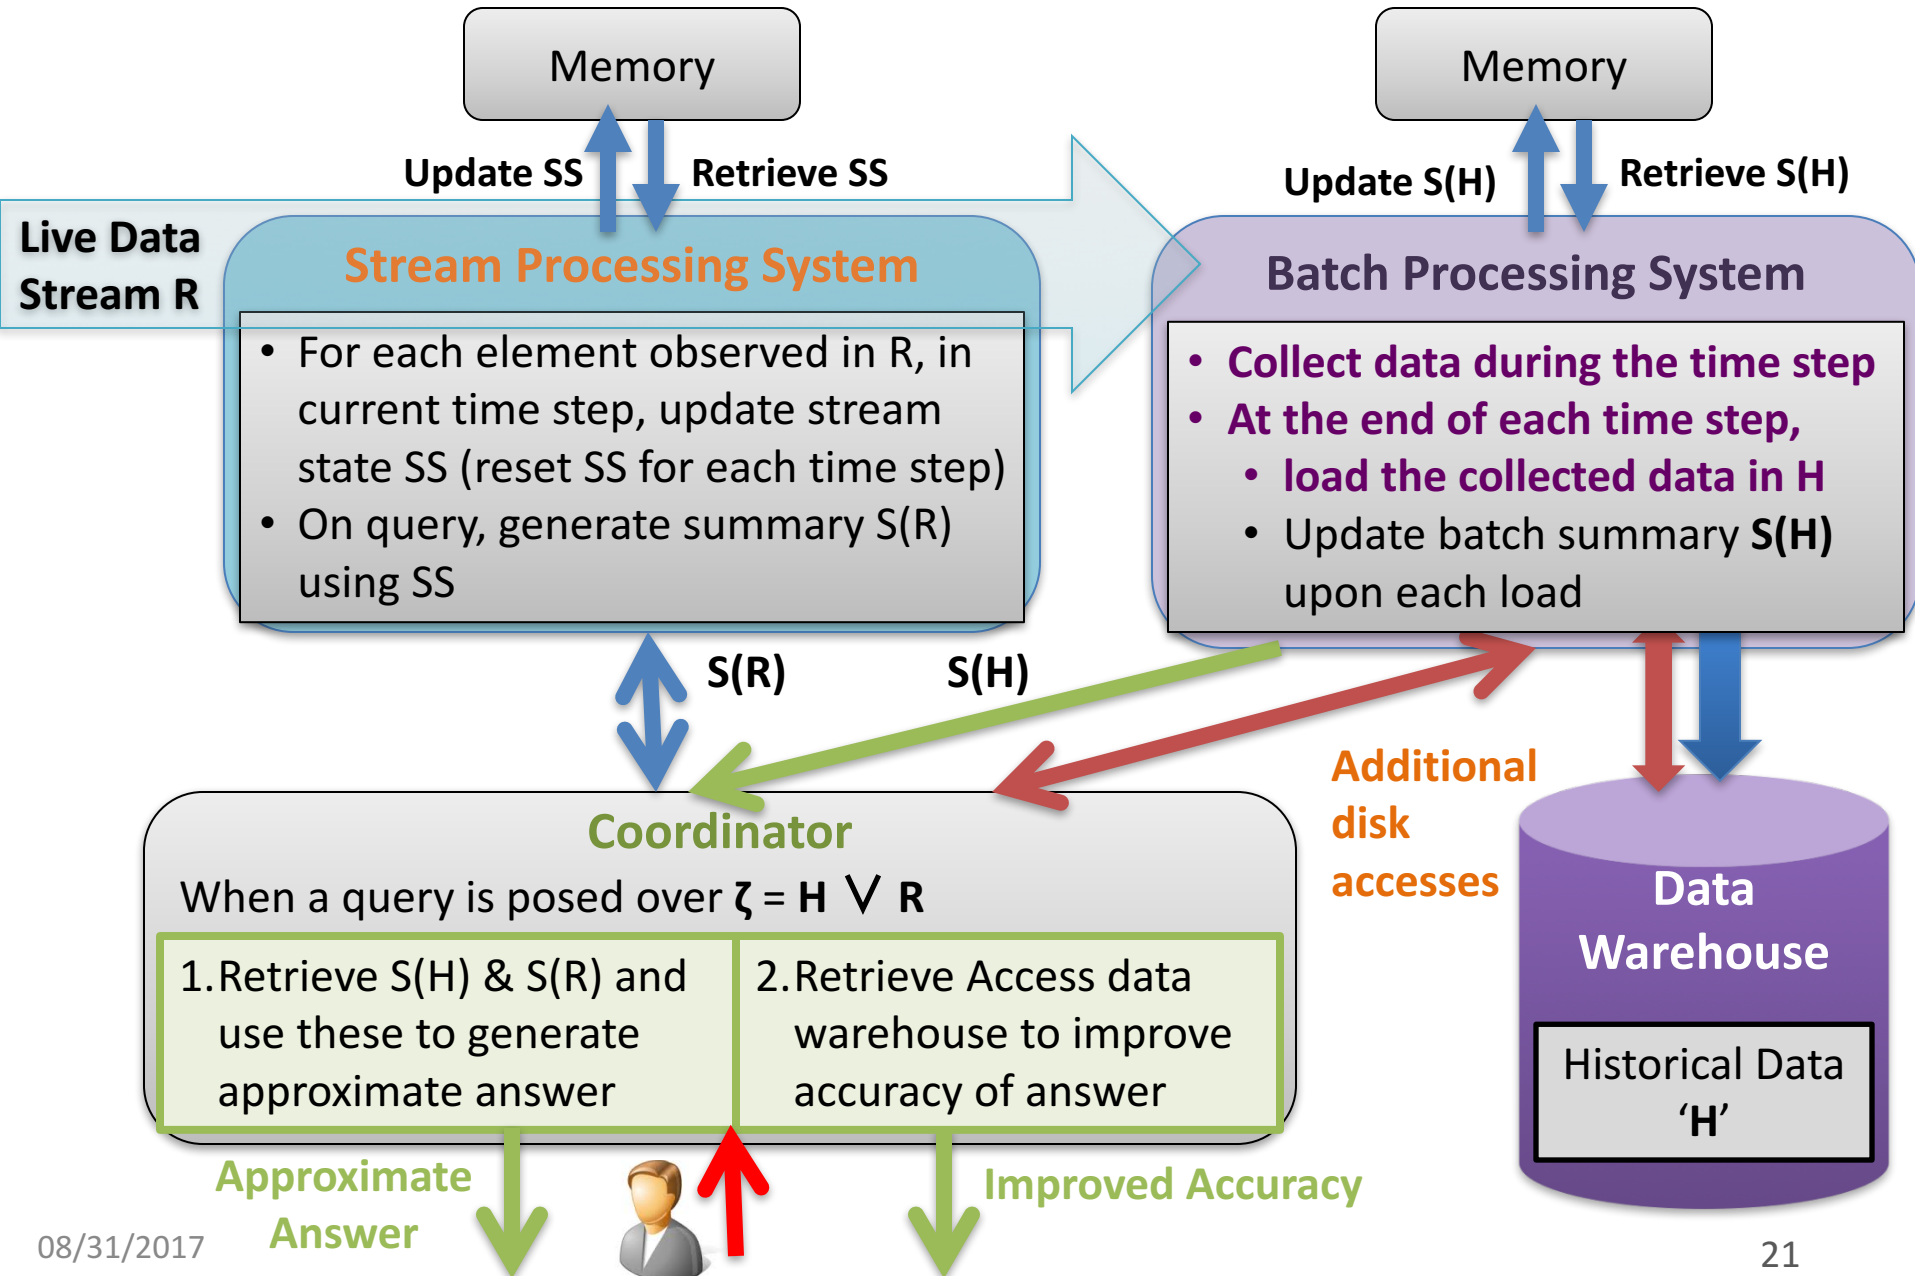 Memory
Memory
Update SS
Retrieve SS
Update S(H)
Retrieve S(H)
Live Data
Stream R
Stream Processing System
• For each element observed in R, in
current time step, update stream
state SS (reset SS for each time step)
• On query, generate summary S(R)
using SS
Batch Processing System
• Collect data during the time step
• At the end of each time step,
• load the collected data in H
• Update batch summary S(H)
upon each load
S(R)
S(H)
Additional
disk
accesses
Coordinator
When a query is posed over ζ = H ∨ R
1. Retrieve S(H) & S(R) and
use these to generate
approximate answer
2. Retrieve Access data
warehouse to improve
accuracy of answer
Data
Warehouse
Historical Data
‘H’
Approximate
Answer
Improved Accuracy
08/31/2017
21